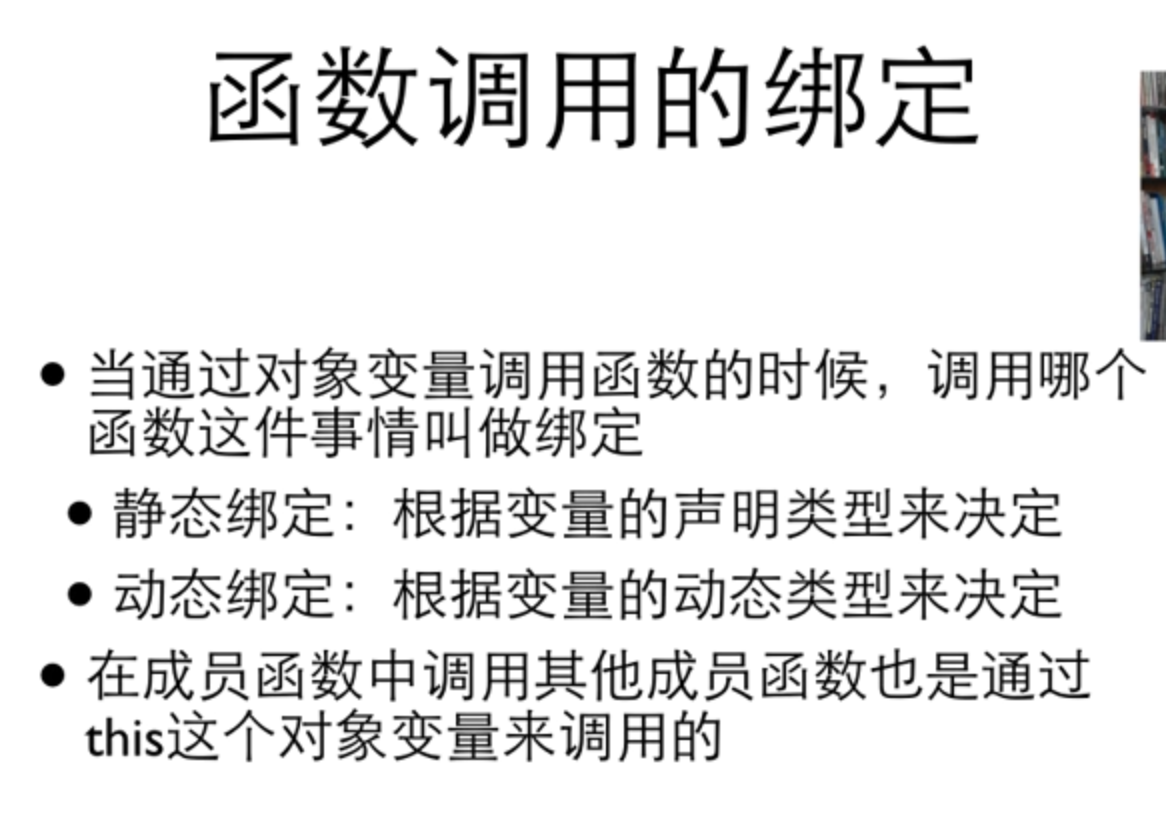 函数调用的绑定
• 当通过对象变量调用函数的时候，调用哪个
函数这件事情叫做绑定
• 静态绑定：根据变量的声明类型来决定
• 动态绑定：根据变量的动态类型来决定
• 在成员函数中调用其他成员函数也是通过
this这个对象变量来调用的